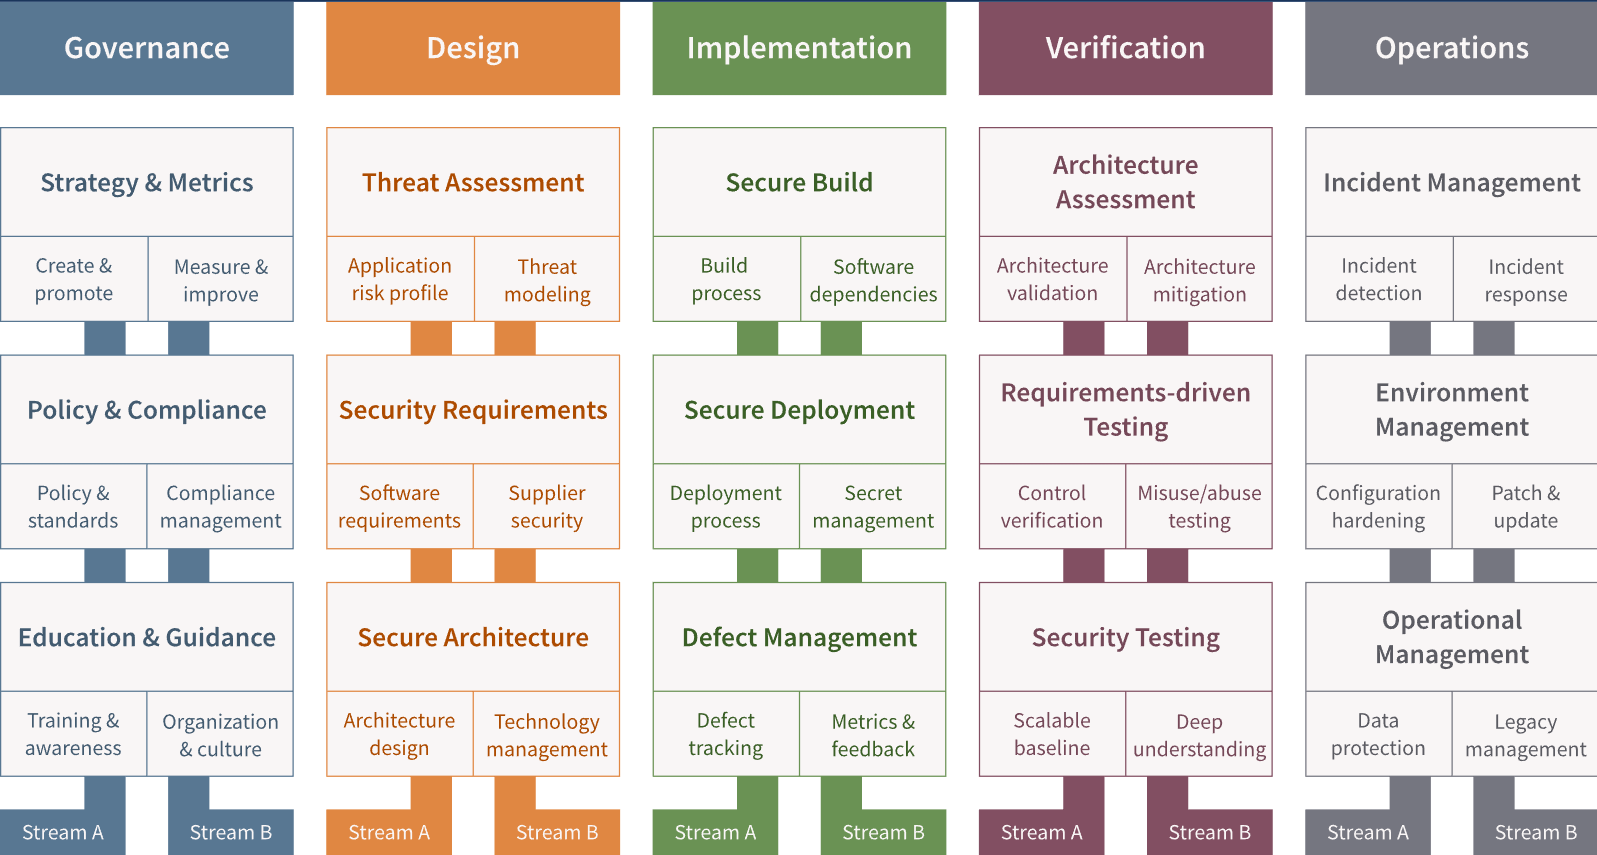 Governance
Design
Implementation
Verification
Operations
Strategy & Metrics
Create &
promote
Measure &
improve
Threat Assessment
Application
risk profile
Threat
modeling
Secure Build
Build
process
Software
dependencies
Architecture
Assessment
Architecture
validation
Architecture
mitigation
Incident Management
Incident
detection
Incident
response
Policy & Compliance
Policy &
standards
Compliance
management
Security Requirements
Software
requirements
Supplier
security
Secure Deployment
Deployment
process
Secret
management
Requirements-driven
Testing
Control
verification
Misuse/abuse
testing
Environment
Management
Configuration
hardening
Patch &
update
Education & Guidance
Training &
awareness
Organization
& culture
Secure Architecture
Architecture
design
Technology
management
Defect Management
Defect
tracking
Metrics &
feedback
Security Testing
Scalable
baseline
Deep
understanding
Operational
Management
Data
protection
Legacy
management
Stream A
Stream B
Stream A
Stream B
Stream A
Stream B
Stream A
Stream B
Stream A
Stream B